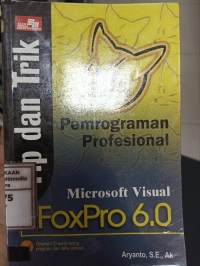 Tip dan Trik
Pemrograman
Profesional
Microsoft Visual
FoxPro 6.0
Aryanto, S.E., Ak